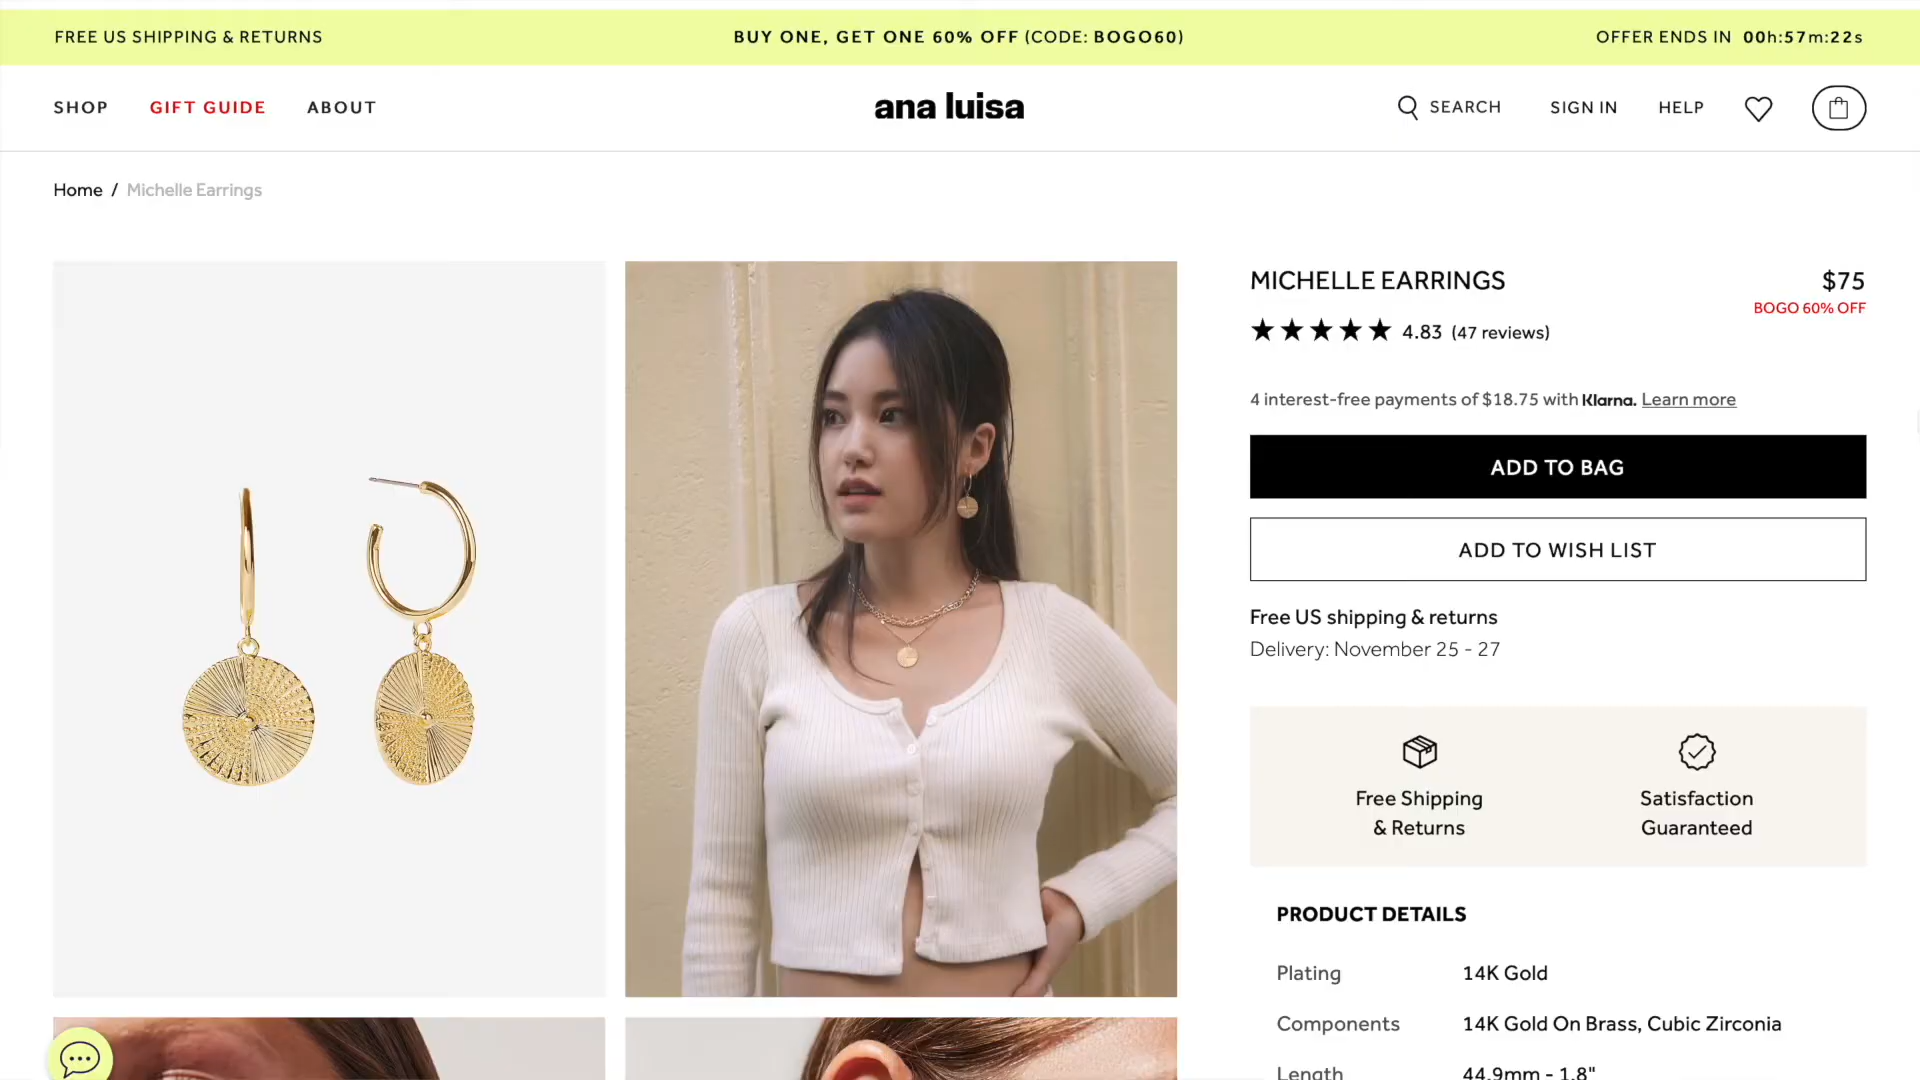 FREE US SHIPPING & RETURNS
BUY ONE, GET ONE 60% OFF (CODE: BOGO60)
OFFER ENDS IN 00h:57m:22s
SHOP
GIFT GUIDE
ABOUT
ana luisa
SEARCH
SIGN IN
HELP
Home / Michelle Earrings
MICHELLE EARRINGS
$75
BOGO 60% OFF
4.83 (47 reviews)
4 interest-free payments of $18.75 with Klarna. Learn more
ADD TO BAG
ADD TO WISH LIST
Free US shipping & returns
Delivery: November 25 - 27
Free Shipping
& Returns
Satisfaction
Guaranteed
PRODUCT DETAILS
Plating 14K Gold
Components 14K Gold On Brass, Cubic Zirconia
Length 44.9mm - 1.8"